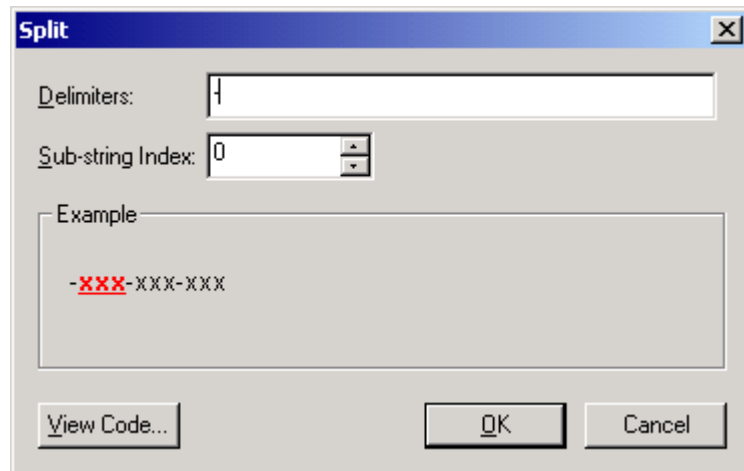 Split
Delimiters: -
Sub-string Index: 0
Example
-xxx-xxx-xxx
View Code... OK Cancel